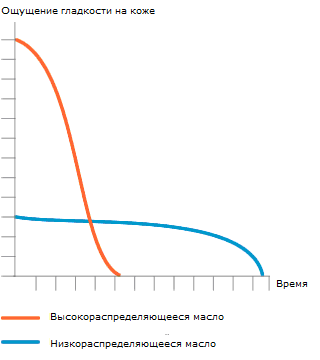 Ощущение гладкости на коже
Время
Высокораспределяющееся масло
Низкораспределяющееся масло